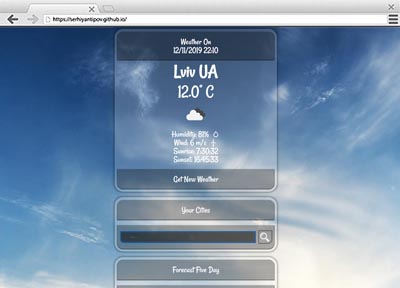 https://serhiyantipov.github.io/
Weather On
12/11/2019 22:10
Lviv UA
12.0° C
Humidity: 81%
Wind: 6 m/s
Sunrise: 7:30:32
Sunset: 16:45:33
Get New Weather
Your Cities
Forecast Five Day